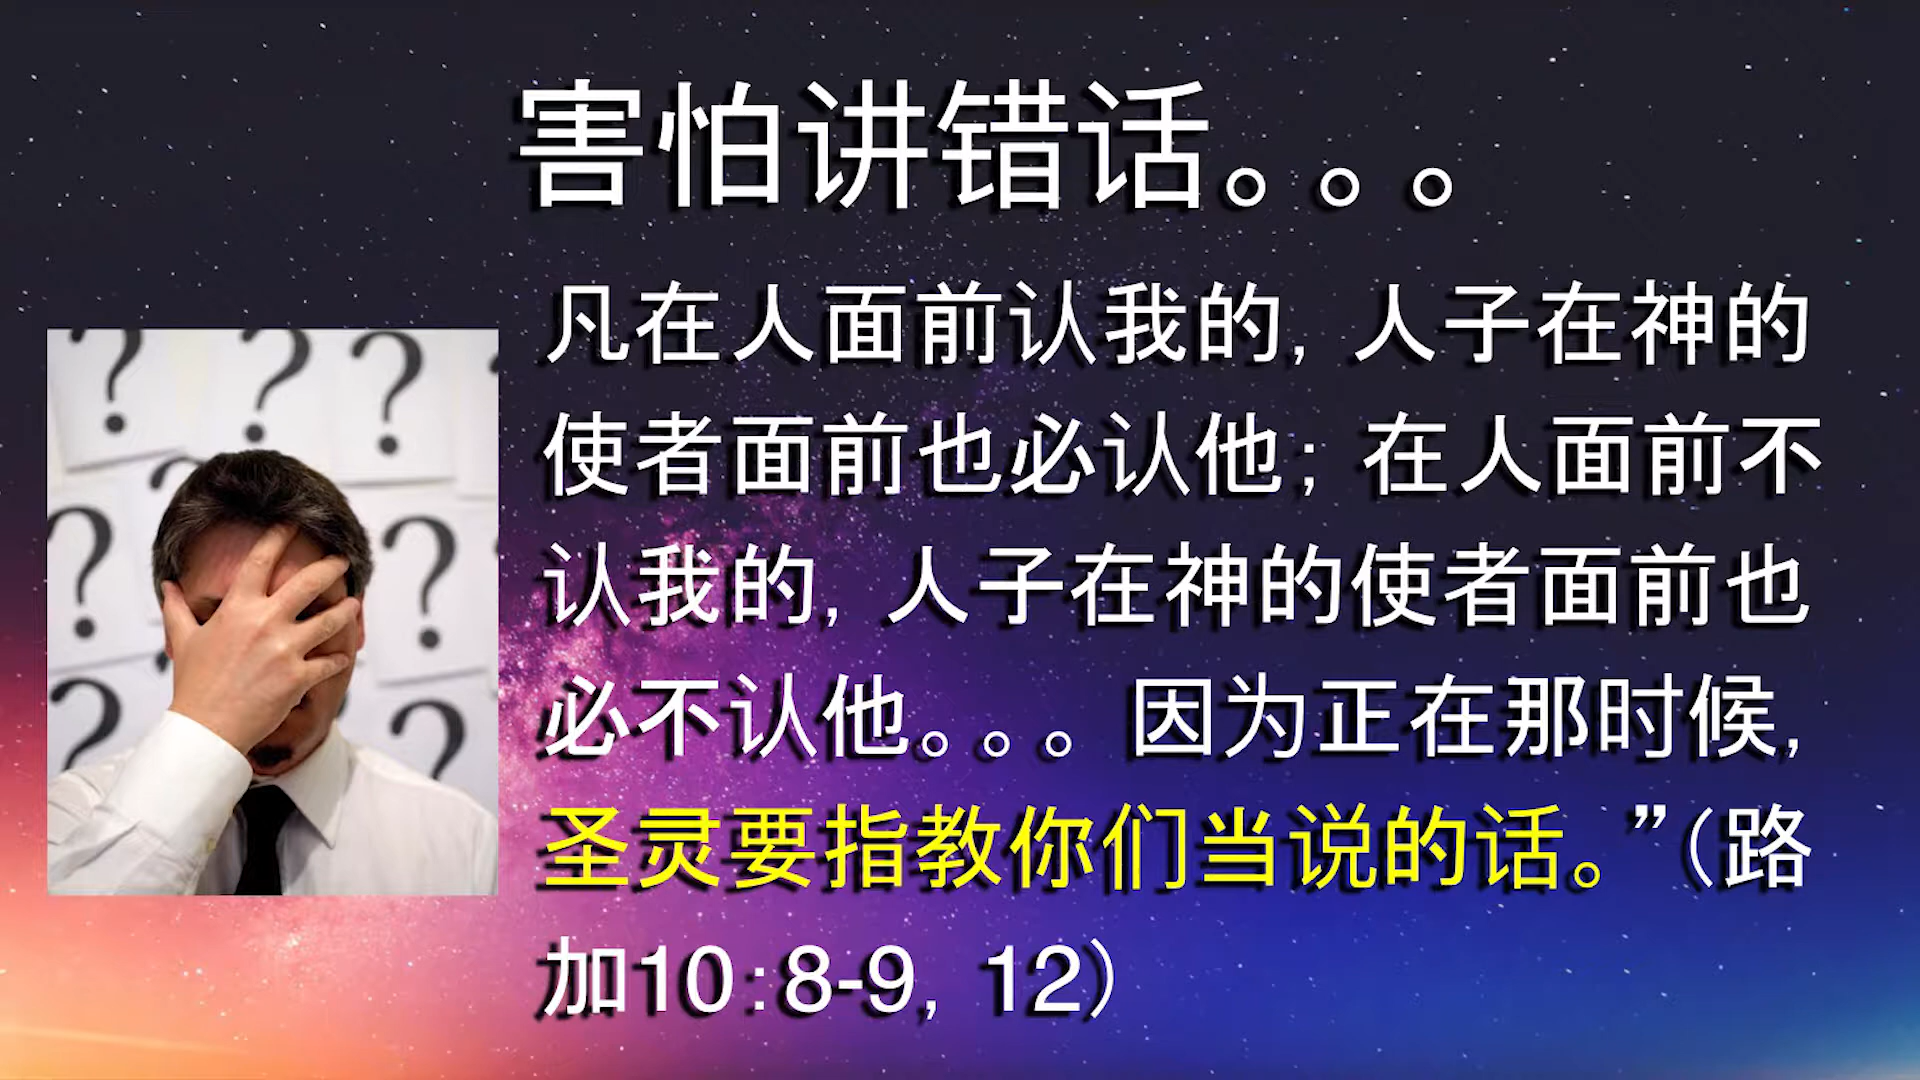 害怕讲错话。。。
凡在人面前认我的，人子在神的
使者面前也必认他；在人面前不
认我的，人子在神的使者面前也
必不认他。。。因为正在那时候，
圣灵要指教你们当说的话。”（路
加10：8-9，12）
? ? ?
? ?
? ?